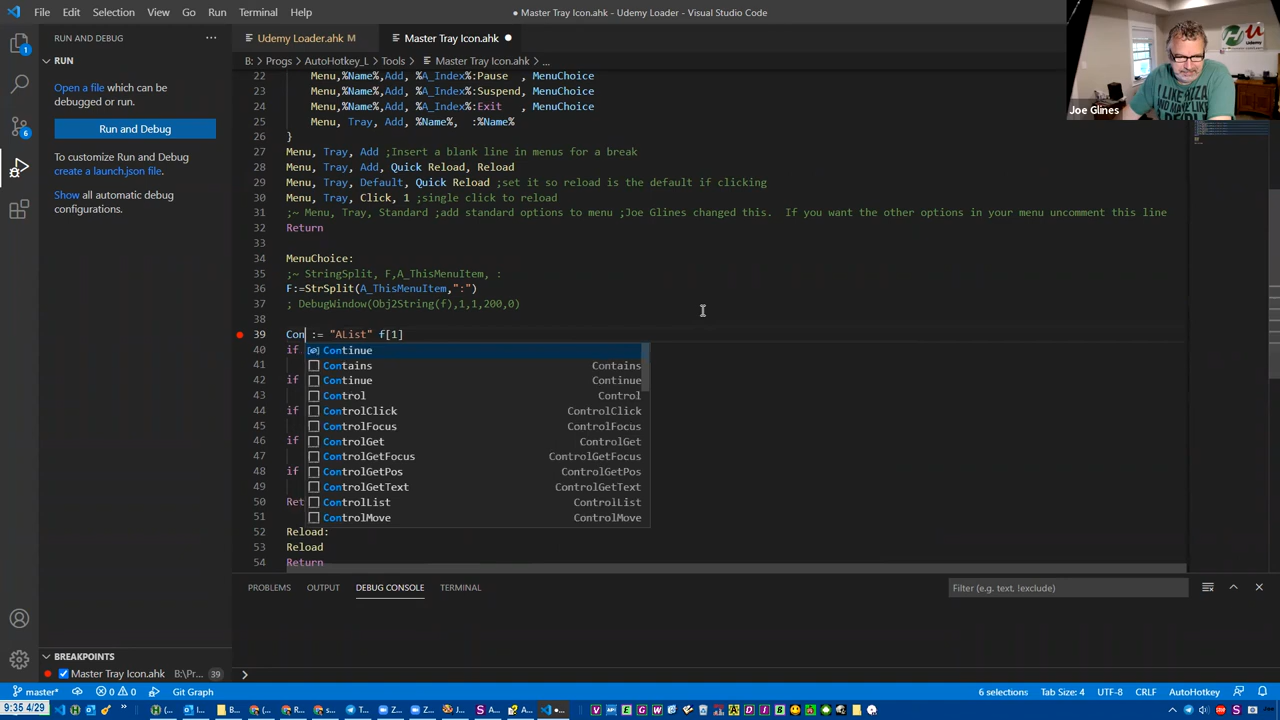 File Edit Selection View Go Run Terminal Help
● Master Tray Icon.ahk - Udemy Loader - Visual Studio Code
RUN AND DEBUG ···
Udemy Loader.ahk M
Master Tray Icon.ahk ●
B: > Progs > AutoHotkey_L > Tools > Master Tray Icon.ahk > ...
RUN
Open a file which can be
debugged or run.
Run and Debug
To customize Run and Debug
create a launch.json file.
Show all automatic debug
configurations.
22 Menu,%Name%,Add, %A_Index%:Pause , MenuChoice
23 Menu,%Name%,Add, %A_Index%:Suspend, MenuChoice
24 Menu,%Name%,Add, %A_Index%:Exit , MenuChoice
25 Menu, Tray, Add, %Name%, :%Name%
26 }
27 Menu, Tray, Add ;Insert a blank line in menus for a break
28 Menu, Tray, Add, Quick Reload, Reload
29 Menu, Tray, Default, Quick Reload ;set it so reload is the default if clicking
30 Menu, Tray, Click, 1 ;single click to reload
31 ;~ Menu, Tray, Standard ;add standard options to menu ;Joe Glines changed this.  If you want the other options in your menu uncomment this line
32 Return
33
34 MenuChoice:
35 ;~ StringSplit, F,A_ThisMenuItem, :
36 F:=StrSplit(A_ThisMenuItem,":")
37 ; DebugWindow(Obj2String(f),1,1,200,0)
38
39 Con := "AList" f[1]
40 if
Continue
41 Contains Contains
42 if Continue Continue
43 Control Control
44 if ControlClick ControlClick
45 ControlFocus ControlFocus
46 if ControlGet ControlGet
47 ControlGetFocus ControlGetFocus
48 if ControlGetPos ControlGetPos
49 ControlGetText ControlGetText
50 Ret ControlList ControlList
51 ControlMove ControlMove
52 Reload:
53 Reload
54 Return
Joe Glines
PROBLEMS OUTPUT DEBUG CONSOLE TERMINAL
Filter (e.g. text, !exclude)
BREAKPOINTS
Master Tray Icon.ahk B:\Pr... 39
master* 0 0 Git Graph
6 selections Tab Size: 4 UTF-8 CRLF AutoHotkey
9:35 4/29